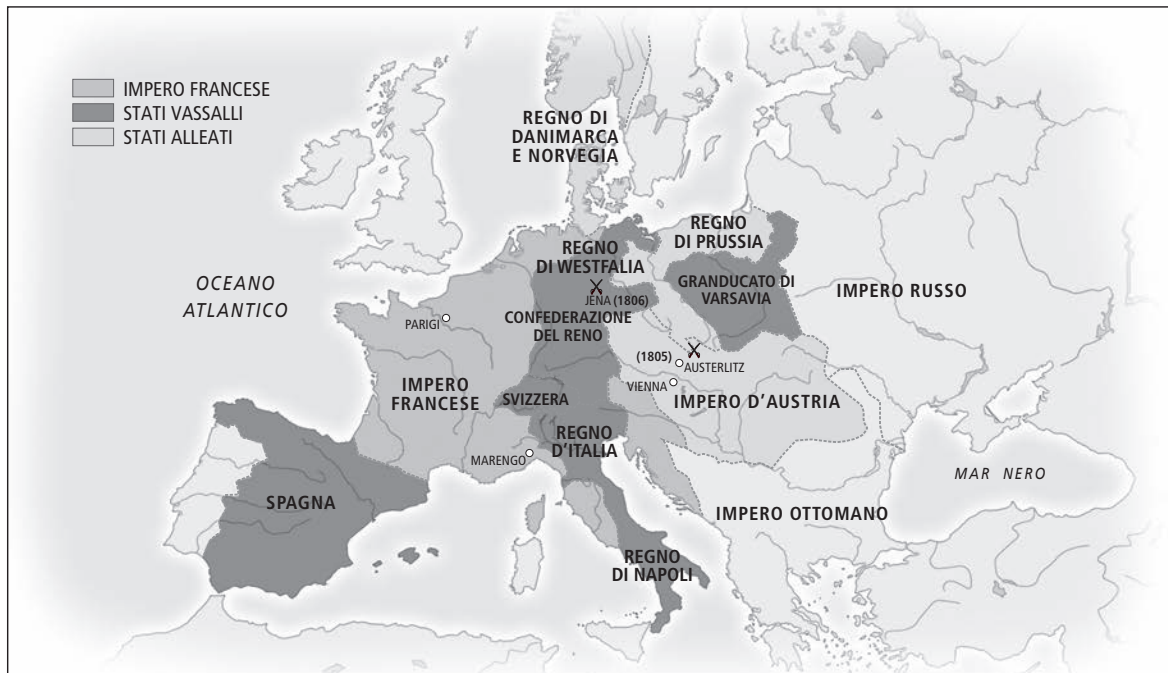 IMPERO FRANCESE
STATI VASSALLI
STATI ALLEATI
REGNO DI
DANIMARCA
E NORVEGIA
REGNO
DI PRUSSIA
REGNO
DI WESTFALIA
GRANDUCATO DI
VARSAVIA
IMPERO RUSSO
OCEANO
ATLANTICO
JENA (1806)
PARIGI
CONFEDERAZIONE
DEL RENO
(1805)
AUSTERLITZ
VIENNA
IMPERO
FRANCESE
SVIZZERA
IMPERO D'AUSTRIA
REGNO
D'ITALIA
MARENGO
MAR NERO
SPAGNA
IMPERO OTTOMANO
REGNO
DI NAPOLI